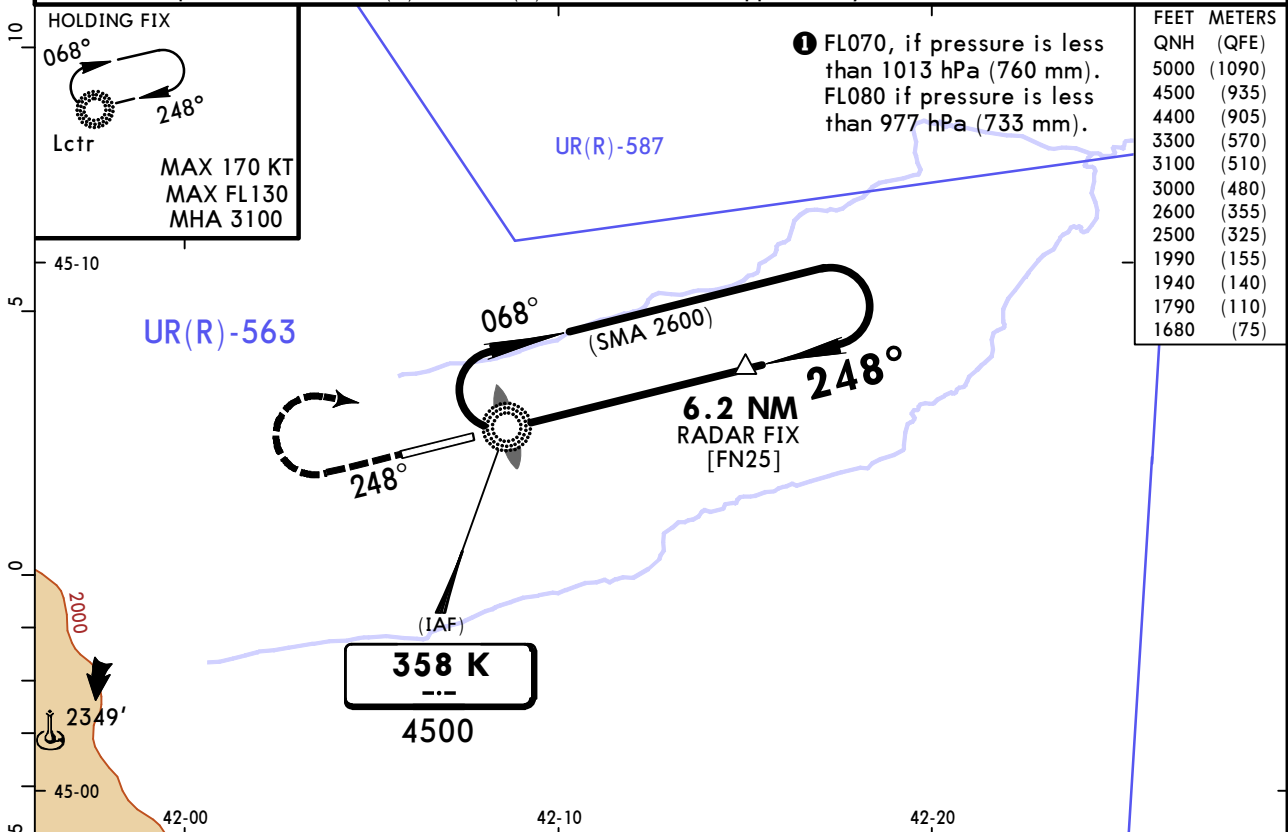 HOLDING FIX
068°
248°
Lctr
MAX 170 KT
MAX FL130
MHA 3100
❶ FL070, if pressure is less
than 1013 hPa (760 mm).
FL080 if pressure is less
than 977 hPa (733 mm).
FEET METERS
QNH (QFE)
5000 (1090)
4500 (935)
4400 (905)
3300 (570)
3100 (510)
3000 (480)
2600 (355)
2500 (325)
1990 (155)
1940 (140)
1790 (110)
1680 (75)
10
UR(R)-587
45-10
5
UR(R)-563
068°
(SMA 2600)
248°
6.2 NM
RADAR FIX
[FN25]
248°
0
2000
(IAF)
358 K
4500
2349'
45-00
42-00
42-10
42-20
5